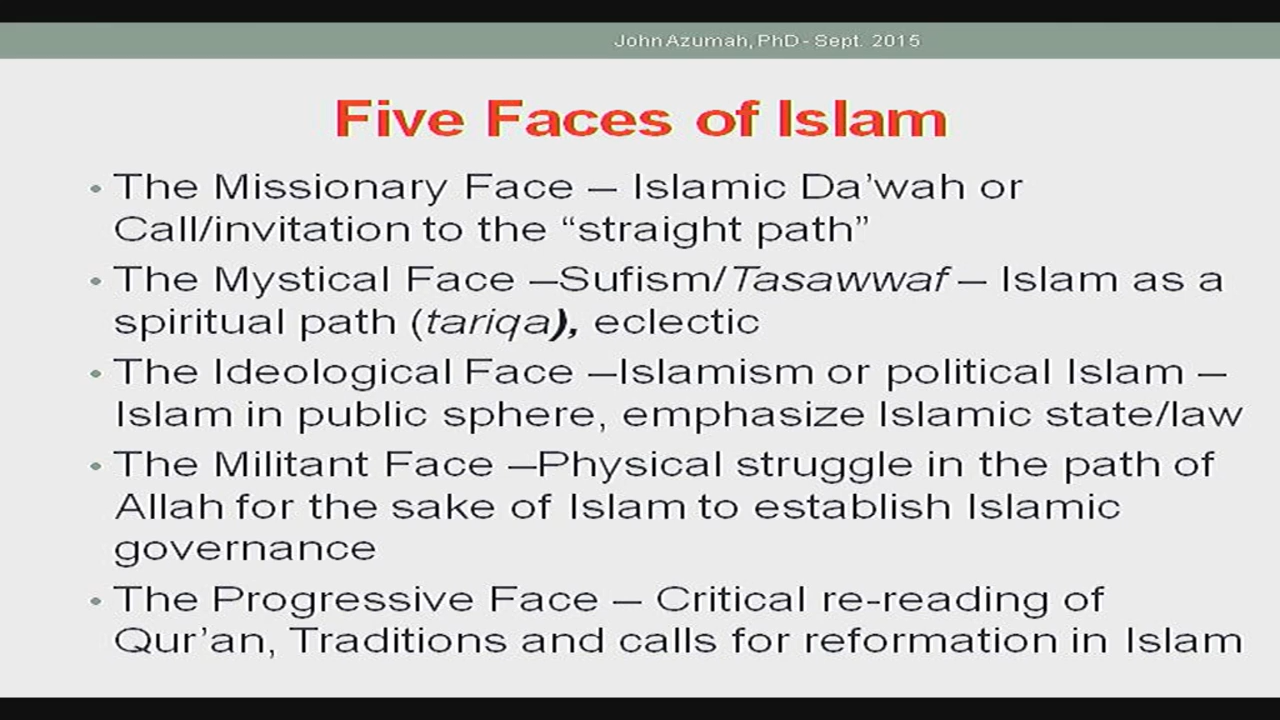 John Azumah, PhD - Sept. 2015
Five Faces of Islam
• The Missionary Face – Islamic Da’wah or
Call/invitation to the “straight path”
• The Mystical Face –Sufism/Tasawwaf – Islam as a
spiritual path (tariqa), eclectic
• The Ideological Face –Islamism or political Islam –
Islam in public sphere, emphasize Islamic state/law
• The Militant Face –Physical struggle in the path of
Allah for the sake of Islam to establish Islamic
governance
• The Progressive Face – Critical re-reading of
Qur’an, Traditions and calls for reformation in Islam